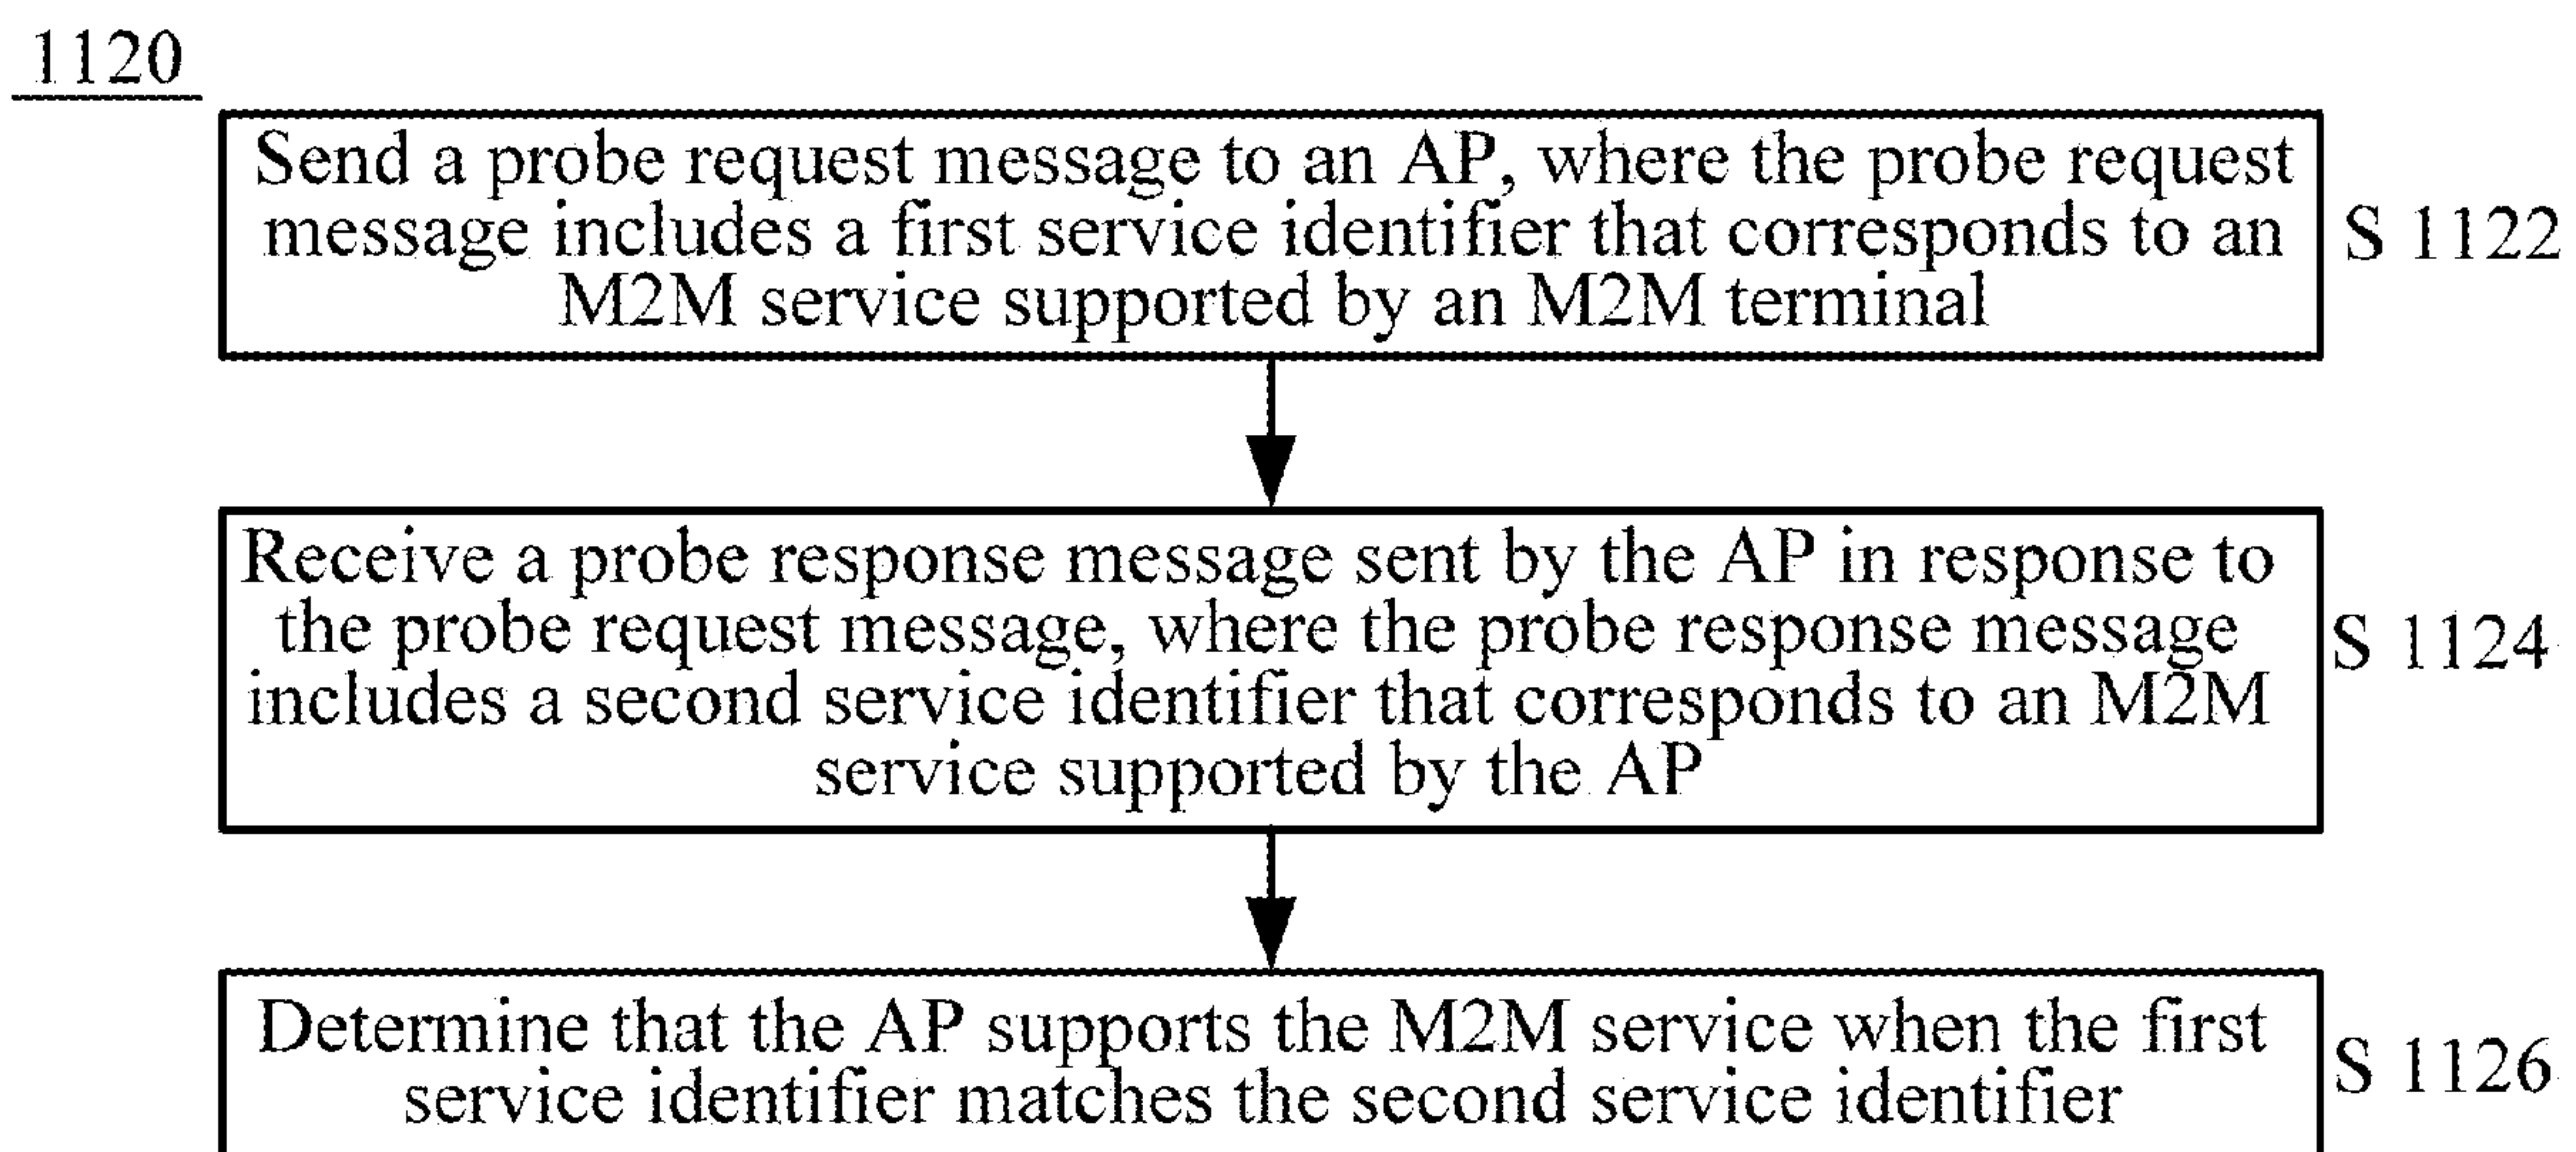 1120
Send a probe request message to an AP, where the probe request
message includes a first service identifier that corresponds to an
M2M service supported by an M2M terminal
S 1122
Receive a probe response message sent by the AP in response to
the probe request message, where the probe response message
includes a second service identifier that corresponds to an M2M
service supported by the AP
S 1124
Determine that the AP supports the M2M service when the first
service identifier matches the second service identifier
S 1126